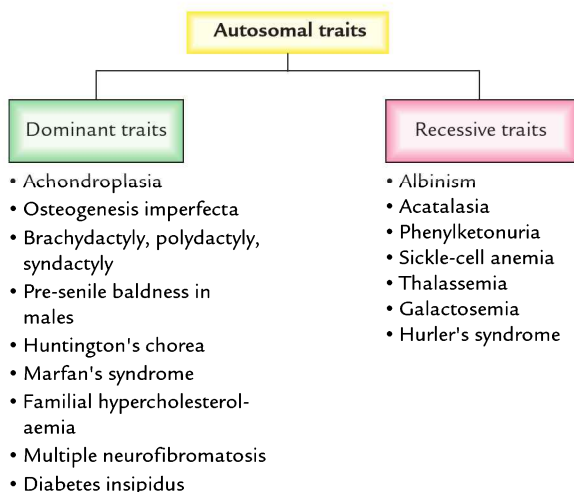 Autosomal traits
Dominant traits
• Achondroplasia
• Osteogenesis imperfecta
• Brachydactyly, polydactyly,
syndactyly
• Pre-senile baldness in
males
• Huntington's chorea
• Marfan's syndrome
• Familial hypercholesterol-
aemia
• Multiple neurofibromatosis
• Diabetes insipidus
Recessive traits
• Albinism
• Acatalasia
• Phenylketonuria
• Sickle-cell anemia
• Thalassemia
• Galactosemia
• Hurler's syndrome